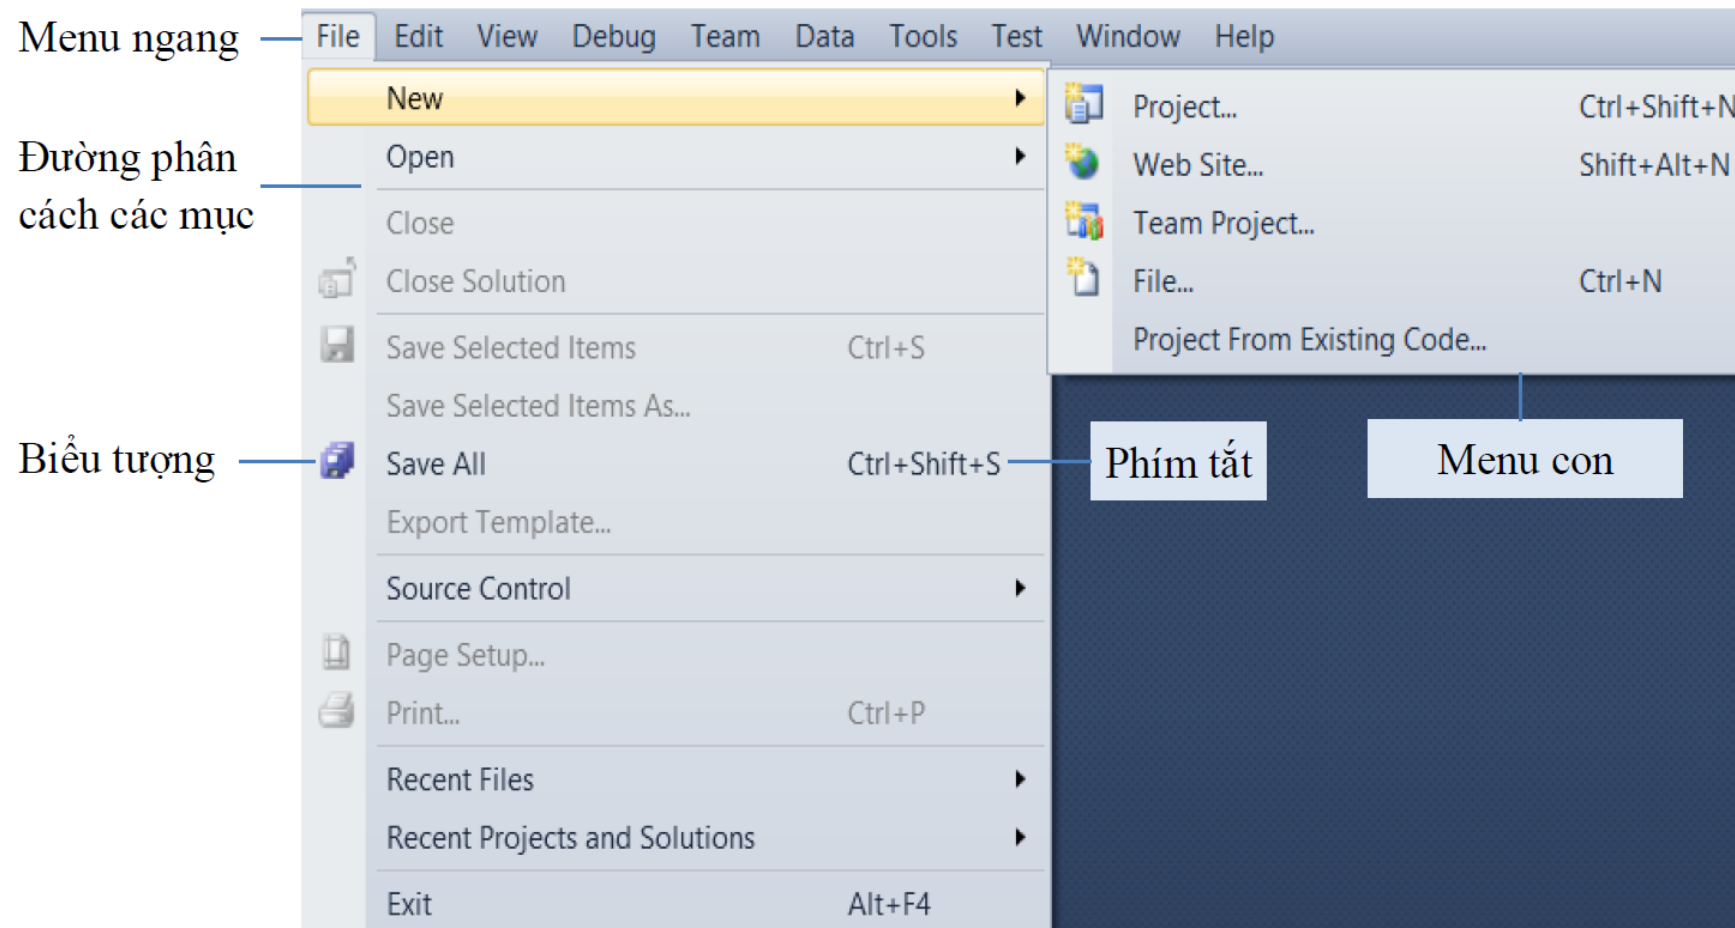 Menu ngang
File Edit View Debug Team Data Tools Test Window Help
New
Project... Ctrl+Shift+N
Đường phân
cách các mục
Open
Web Site... Shift+Alt+N
Close
Team Project...
Close Solution
File... Ctrl+N
Save Selected Items Ctrl+S
Project From Existing Code...
Save Selected Items As...
Biểu tượng
Save All Ctrl+Shift+S
Phím tắt
Menu con
Export Template...
Source Control
Page Setup...
Print... Ctrl+P
Recent Files
Recent Projects and Solutions
Exit Alt+F4